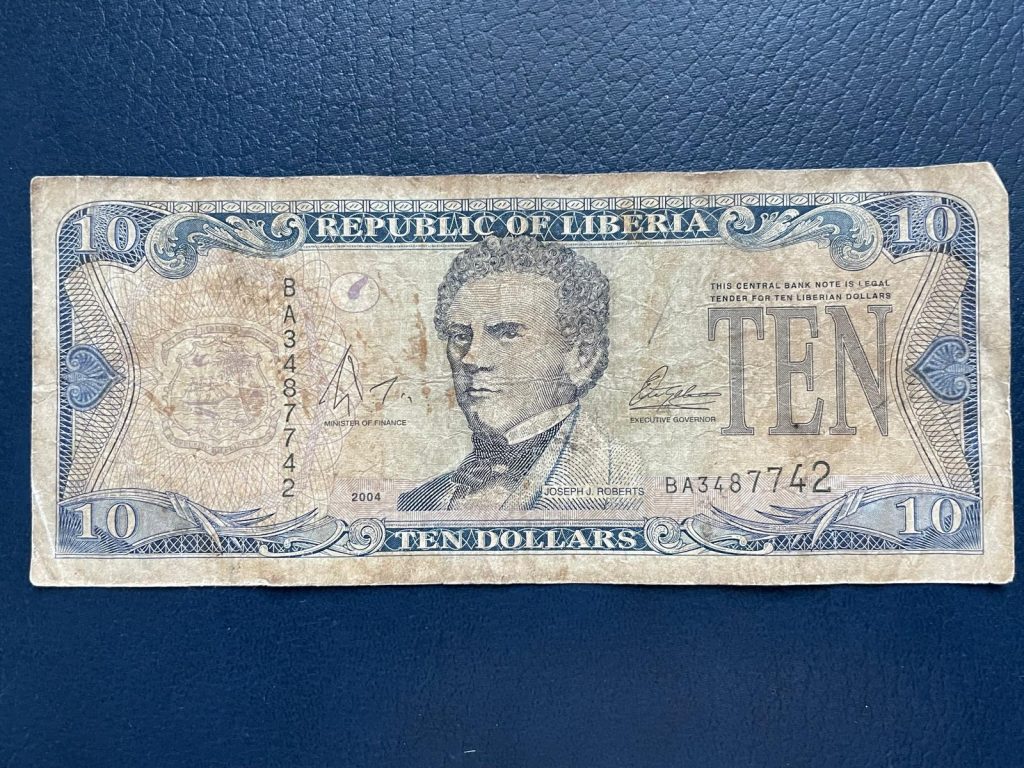 10 REPUBLIC OF LIBERIA 10
THIS CENTRAL BANK NOTE IS LEGAL
TENDER FOR TEN LIBERIAN DOLLARS
TEN
BA3487742
MINISTER OF FINANCE
EXECUTIVE GOVERNOR
2004
JOSEPH J. ROBERTS
BA3487742
10 TEN DOLLARS 10